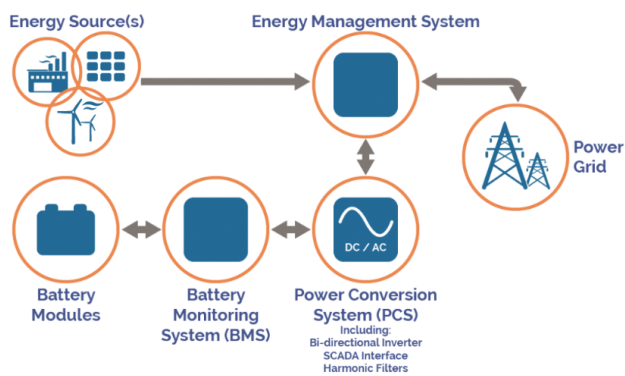 Energy Source(s)
Energy Management System
Power
Grid
DC / AC
Battery
Modules
Battery
Monitoring
System (BMS)
Power Conversion
System (PCS)
Including:
Bi-directional Inverter
SCADA Interface
Harmonic Filters